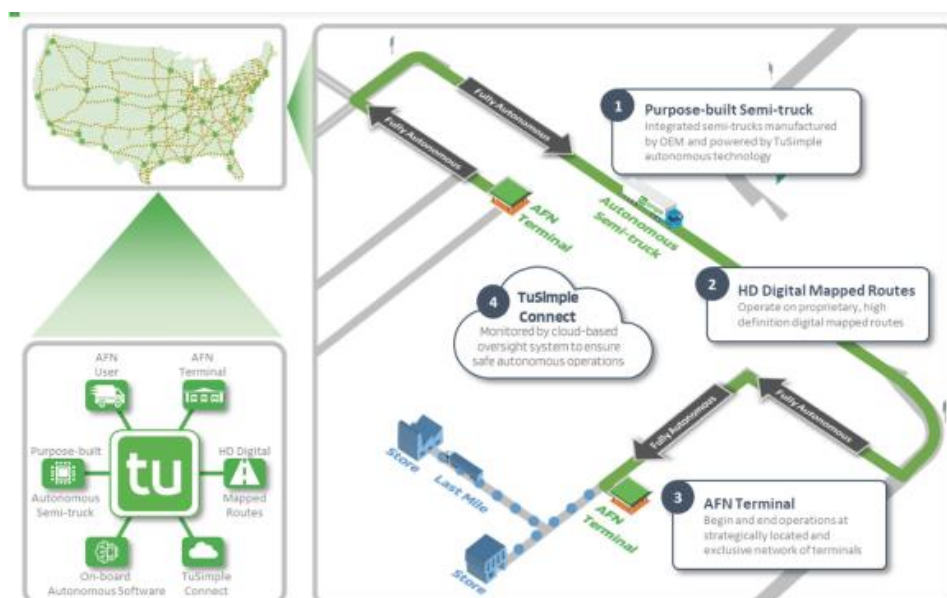 Fully Autonomous
Fully Autonomous
1
Purpose-built Semi-truck
Integrated semi-trucks manufactured
by OEM and powered by TuSimple
autonomous technology
AFN
Terminal
Autonomous
Semi-truck
2
HD Digital Mapped Routes
Operate on proprietary, high
definition digital mapped routes
4
TuSimple
Connect
Monitored by cloud-based
oversight system to ensure
safe autonomous operations
Fully Autonomous
Fully Autonomous
3
AFN Terminal
Begin and end operations at
strategically located and
exclusive network of terminals
AFN
Terminal
Store
Last Mile
Store
AFN
User
AFN
Terminal
Purpose-built
Autonomous
Semi-truck
tu
HD Digital
Mapped
Routes
On-board
Autonomous Software
TuSimple
Connect